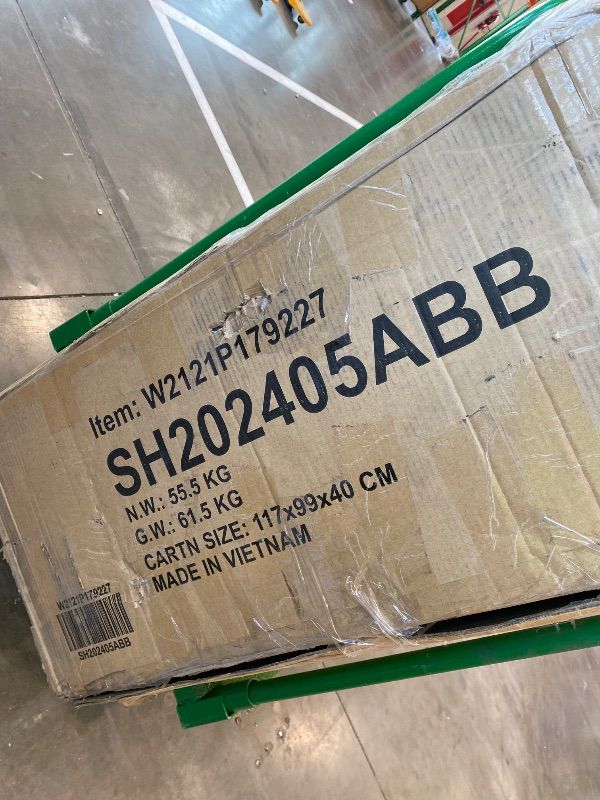 Item: W2121P179227
SH202405ABB
N.W.: 55.5 KG
G.W.: 61.5 KG
CARTN SIZE: 117x99x40 CM
MADE IN VIETNAM
W2121P179227
SH202405ABB